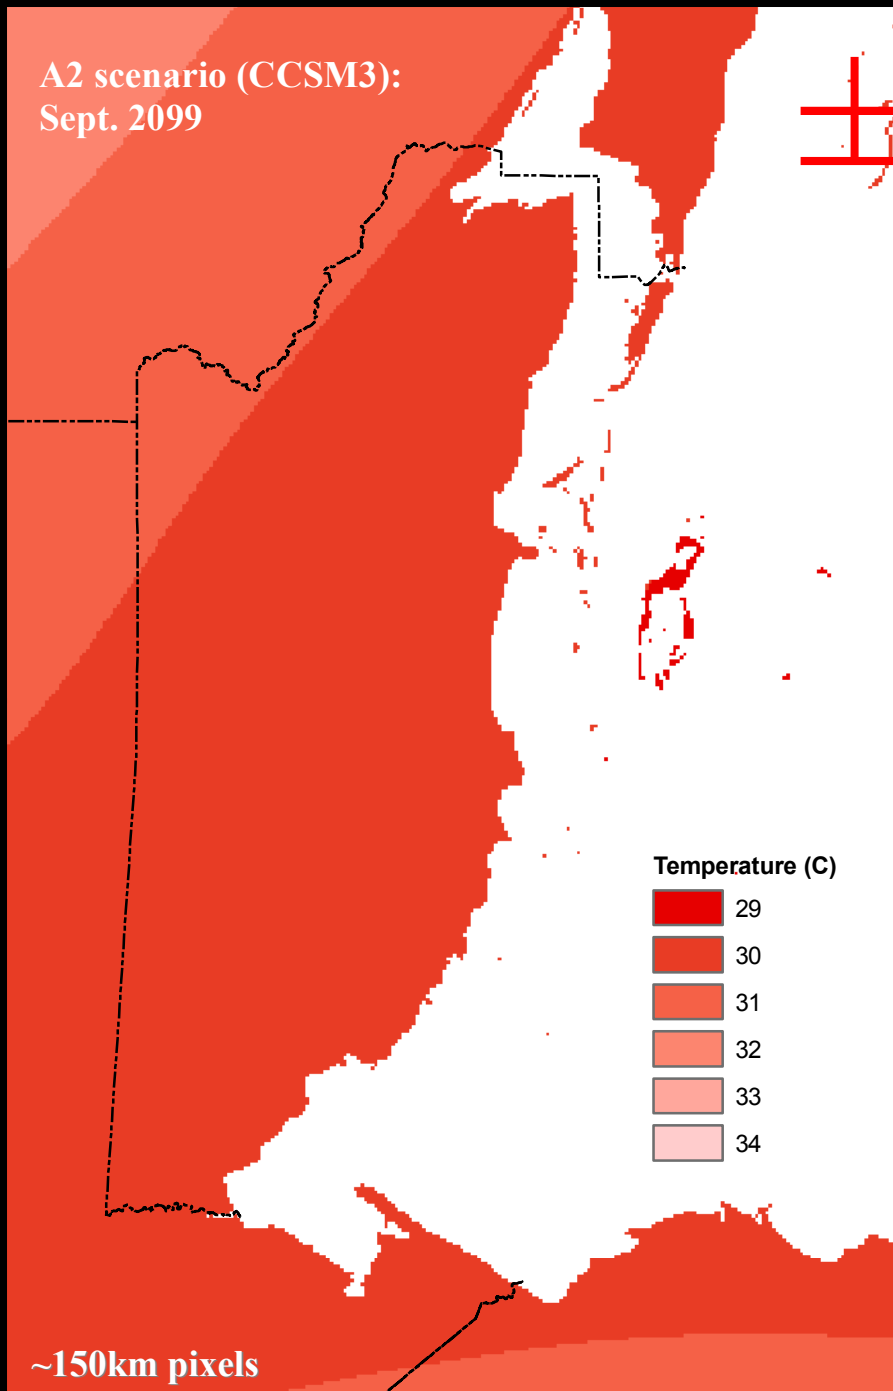 A2 scenario (CCSM3):
Sept. 2099
Temperature (C)
29
30
31
32
33
34
~150km pixels